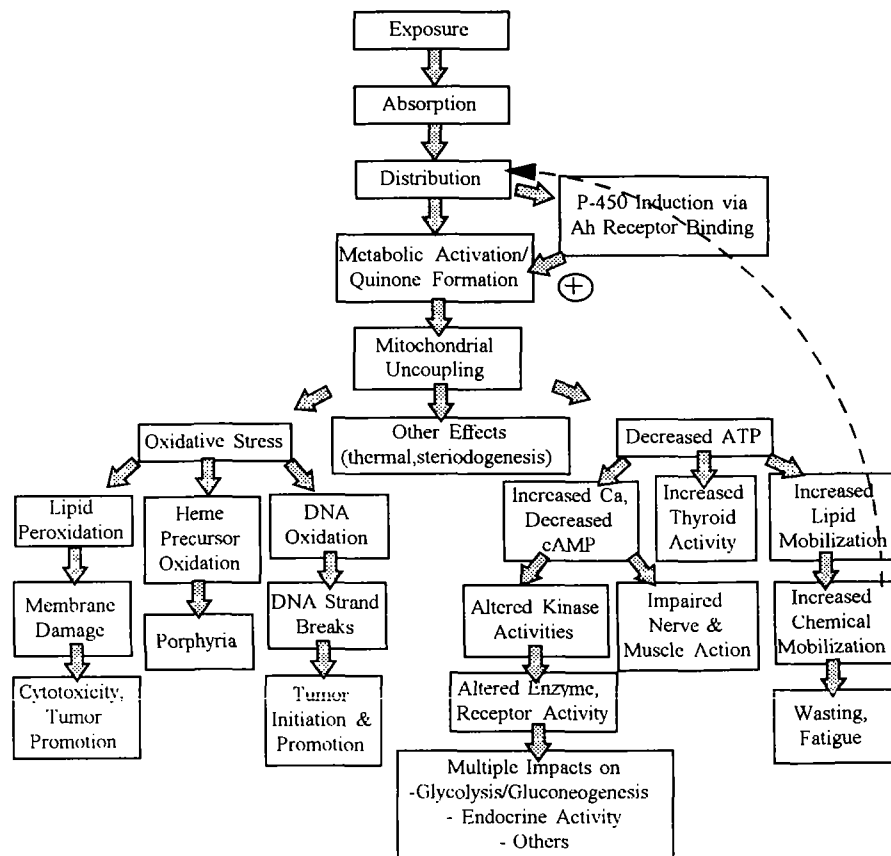 Exposure
Absorption
Distribution
P-450 Induction via
Ah Receptor Binding
Metabolic Activation/
Quinone Formation
+
Mitochondrial
Uncoupling
Oxidative Stress
Other Effects
(thermal,steriodogenesis)
Decreased ATP
Lipid
Peroxidation
Heme
Precursor
Oxidation
DNA
Oxidation
Increased Ca,
Decreased
cAMP
Increased
Thyroid
Activity
Increased
Lipid
Mobilization
Membrane
Damage
Porphyria
DNA Strand
Breaks
Altered Kinase
Activities
Impaired
Nerve &
Muscle Action
Increased
Chemical
Mobilization
Cytotoxicity,
Tumor
Promotion
Tumor
Initiation &
Promotion
Altered Enzyme,
Receptor Activity
Wasting,
Fatigue
Multiple Impacts on
-Glycolysis/Gluconeogenesis
- Endocrine Activity
- Others